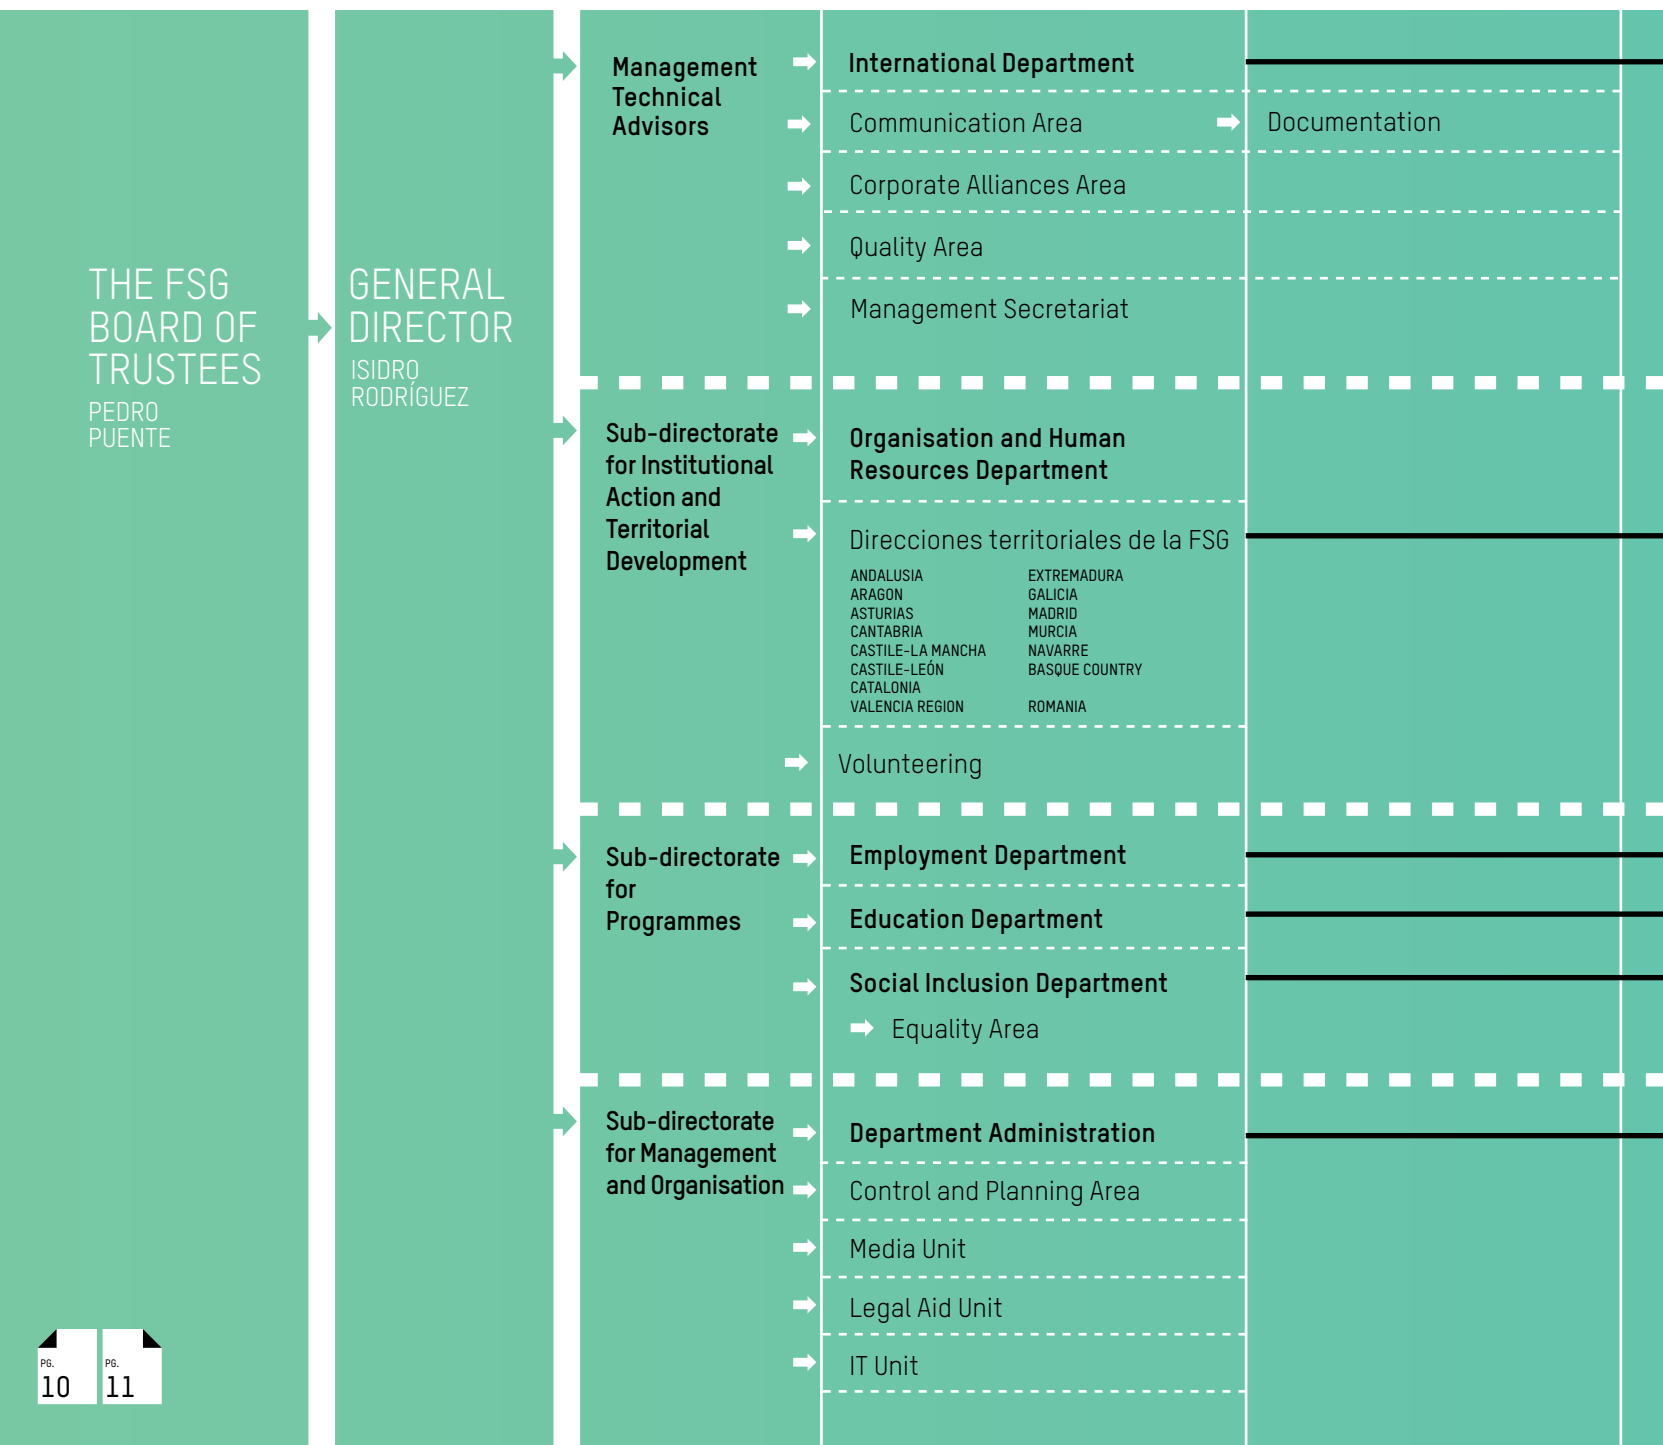 THE FSG
BOARD OF
TRUSTEES
PEDRO
PUENTE
GENERAL
DIRECTOR
ISIDRO
RODRÍGUEZ
Management
Technical
Advisors
International Department
Communication Area
Documentation
Corporate Alliances Area
Quality Area
Management Secretariat
Sub-directorate
for Institutional
Action and
Territorial
Development
Organisation and Human
Resources Department
Direcciones territoriales de la FSG
ANDALUSIA
ARAGON
ASTURIAS
CANTABRIA
CASTILE-LA MANCHA
CASTILE-LEÓN
CATALONIA
VALENCIA REGION
EXTREMADURA
GALICIA
MADRID
MURCIA
NAVARRE
BASQUE COUNTRY
ROMANIA
Volunteering
Sub-directorate
for
Programmes
Employment Department
Education Department
Social Inclusion Department
Equality Area
Sub-directorate
for Management
and Organisation
Department Administration
Control and Planning Area
Media Unit
Legal Aid Unit
IT Unit
PG.
10
PG.
11